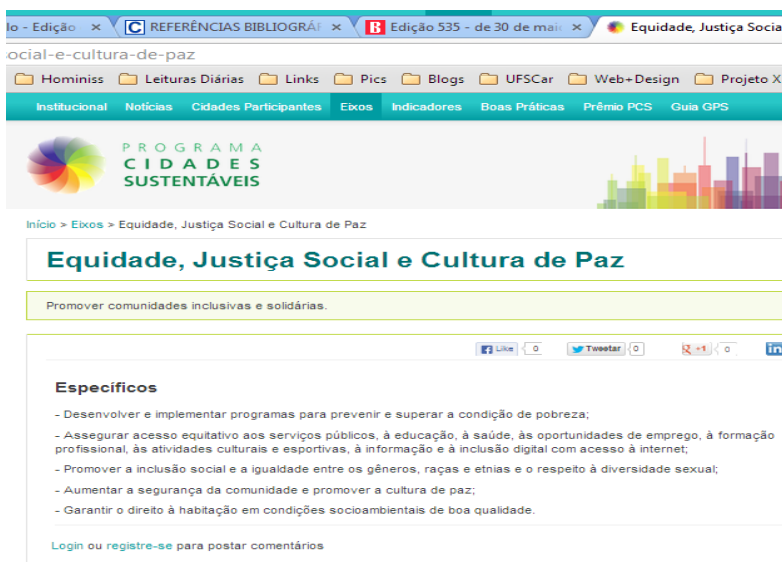 lo - Edição × C REFERÊNCIAS BIBLIOGRÁF × B Edição 535 - de 30 de maio × Equidade, Justiça Socia
ocial-e-cultura-de-paz
Hominiss Leituras Diárias Links Pics Blogs UFSCar Web+Design Projeto X
Institucional Notícias Cidades Participantes Eixos Indicadores Boas Práticas Prêmio PCS Guia GPS
PROGRAMA
CIDADES
SUSTENTÁVEIS
Início > Eixos > Equidade, Justiça Social e Cultura de Paz
Equidade, Justiça Social e Cultura de Paz
Promover comunidades inclusivas e solidárias.
Like 0 Tweetar 0 +1 0 in
Específicos
- Desenvolver e implementar programas para prevenir e superar a condição de pobreza;
- Assegurar acesso equitativo aos serviços públicos, à educação, à saúde, às oportunidades de emprego, à formação
profissional, às atividades culturais e esportivas, à informação e à inclusão digital com acesso à internet;
- Promover a inclusão social e a igualdade entre os gêneros, raças e etnias e o respeito à diversidade sexual;
- Aumentar a segurança da comunidade e promover a cultura de paz;
- Garantir o direito à habitação em condições socioambientais de boa qualidade.
Login ou registre-se para postar comentários